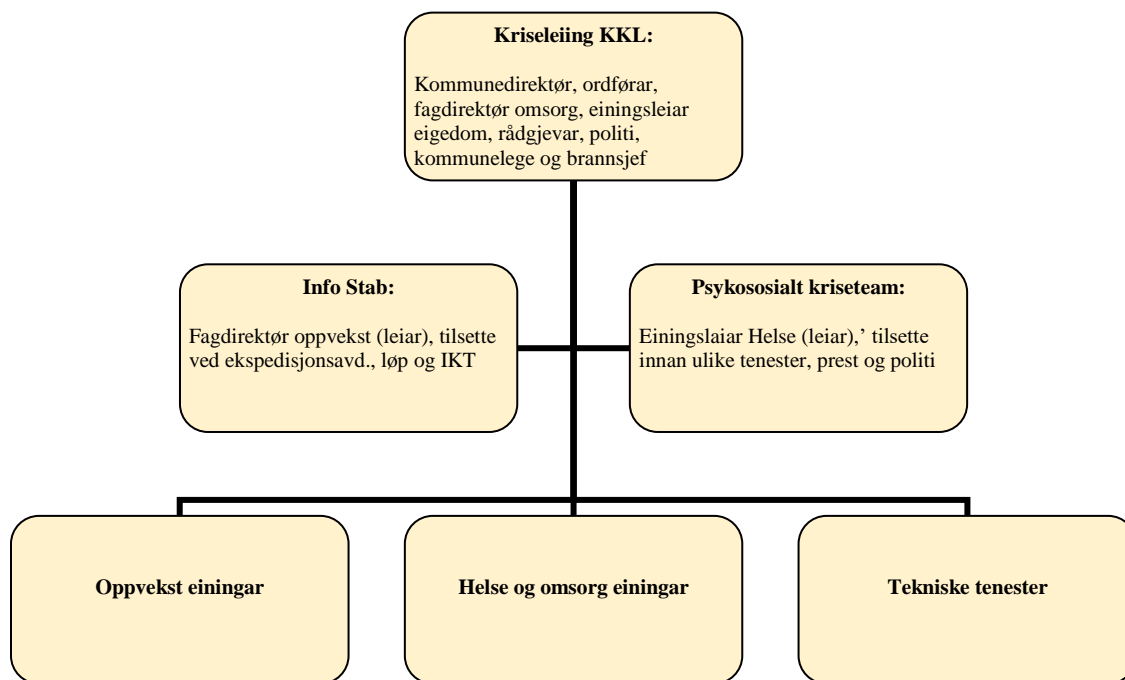 Kriseleiing KKL:
Kommunedirektør, ordførar,
fagdirektør omsorg, einingsleiar
eigedom, rådgjevar, politi,
kommunelege og brannsjef
Info Stab:
Fagdirektør oppvekst (leiar), tilsette
ved ekspedisjonsavd., løp og IKT
Psykososialt kriseteam:
Einingslaiar Helse (leiar),’ tilsette
innan ulike tenester, prest og politi
Oppvekst einingar
Helse og omsorg einingar
Tekniske tenester